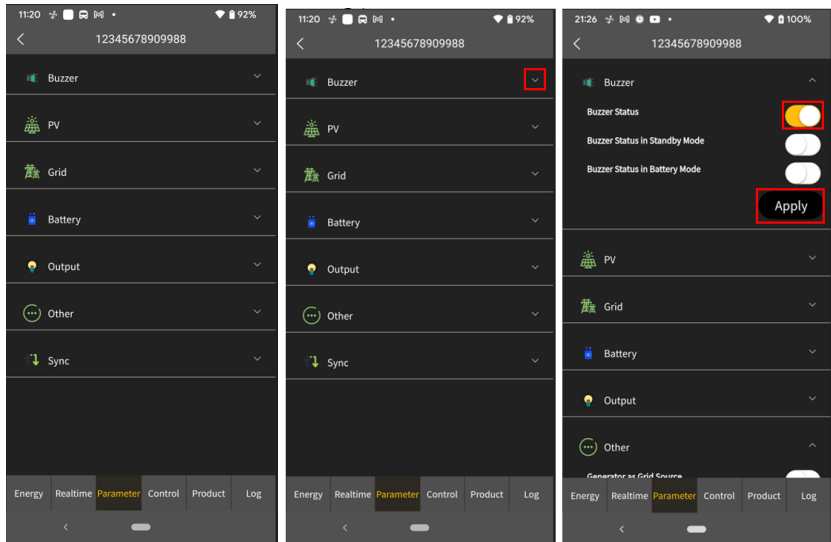 11:20 92%
12345678909988
Buzzer
PV
Grid
Battery
Output
Other
Sync
Energy Realtime Parameter Control Product Log
11:20 92%
12345678909988
Buzzer
PV
Grid
Battery
Output
Other
Sync
Energy Realtime Parameter Control Product Log
21:26 100%
12345678909988
Buzzer
Buzzer Status
Buzzer Status in Standby Mode
Buzzer Status in Battery Mode
Apply
PV
Grid
Battery
Output
Other
Generator as Grid Source
Energy Realtime Parameter Control Product Log